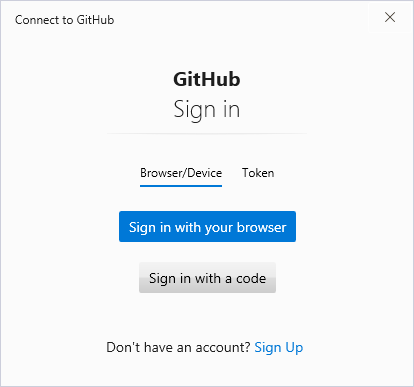 Connect to GitHub
GitHub
Sign in
Browser/Device Token
Sign in with your browser
Sign in with a code
Don't have an account? Sign Up